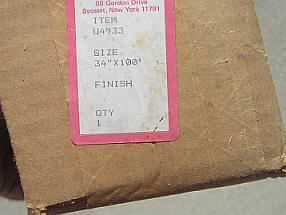 80 Gordon Drive
Syosset, New York 11791
ITEM
U4933
SIZE
34"X100'
FINISH
QTY
1